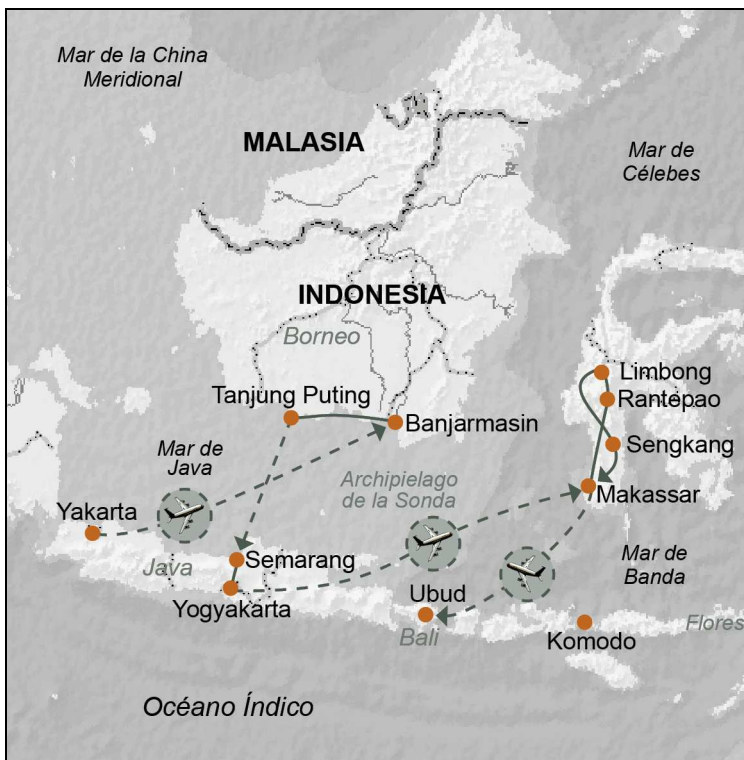 Mar de la China
Meridional
MALASIA
Mar de
Célebes
INDONESIA
Borneo
Limbong
Tanjung Puting
Rantepao
Banjarmasin
Mar de
Java
Sengkang
Archipielago
de la Sonda
Makassar
Yakarta
Java
Semarang
Mar de
Banda
Yogyakarta
Ubud
Bali
Komodo
Flores
Océano Índico